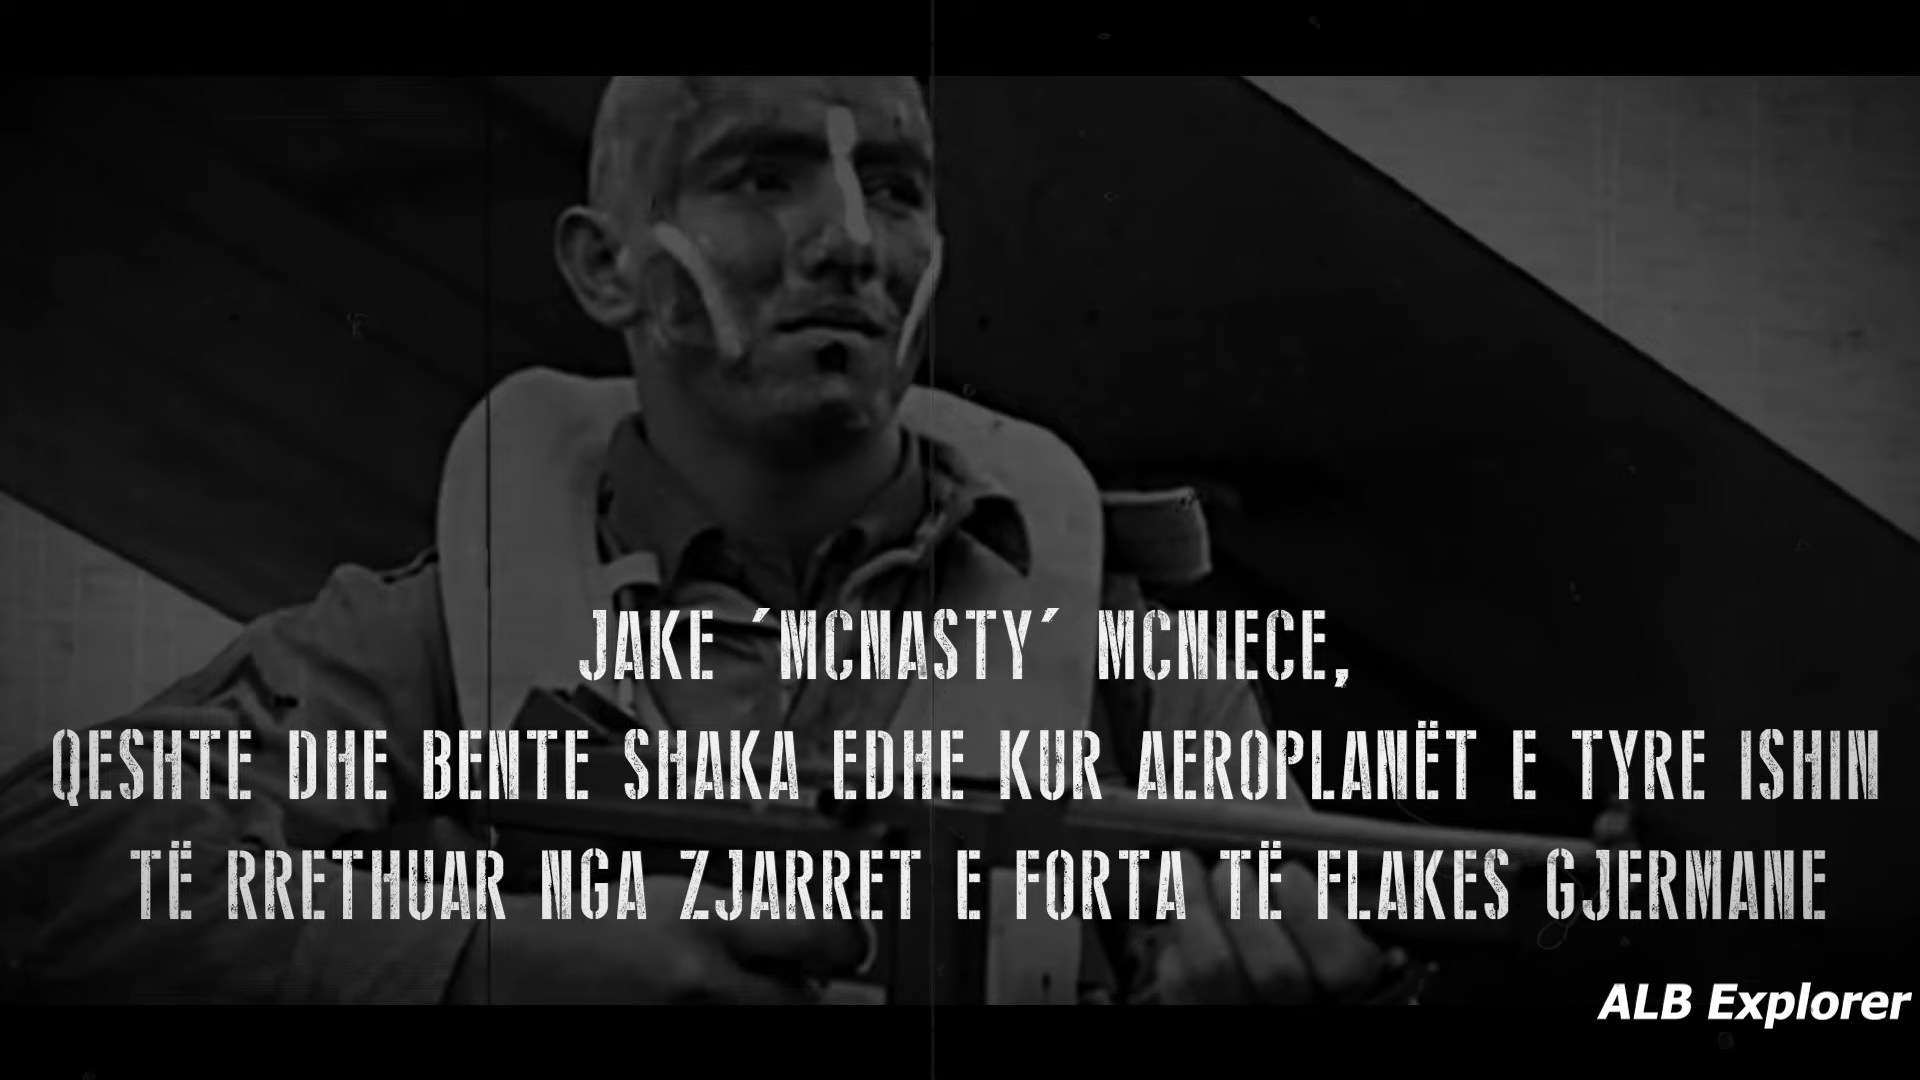 JAKE ´MCNASTY´ MCNIECE,
QESHTE DHE BENTE SHAKA EDHE KUR AEROPLANËT E TYRE ISHIN
TË RRETHUAR NGA ZJARRET E FORTA TË FLAKES GJERMANE
ALB Explorer